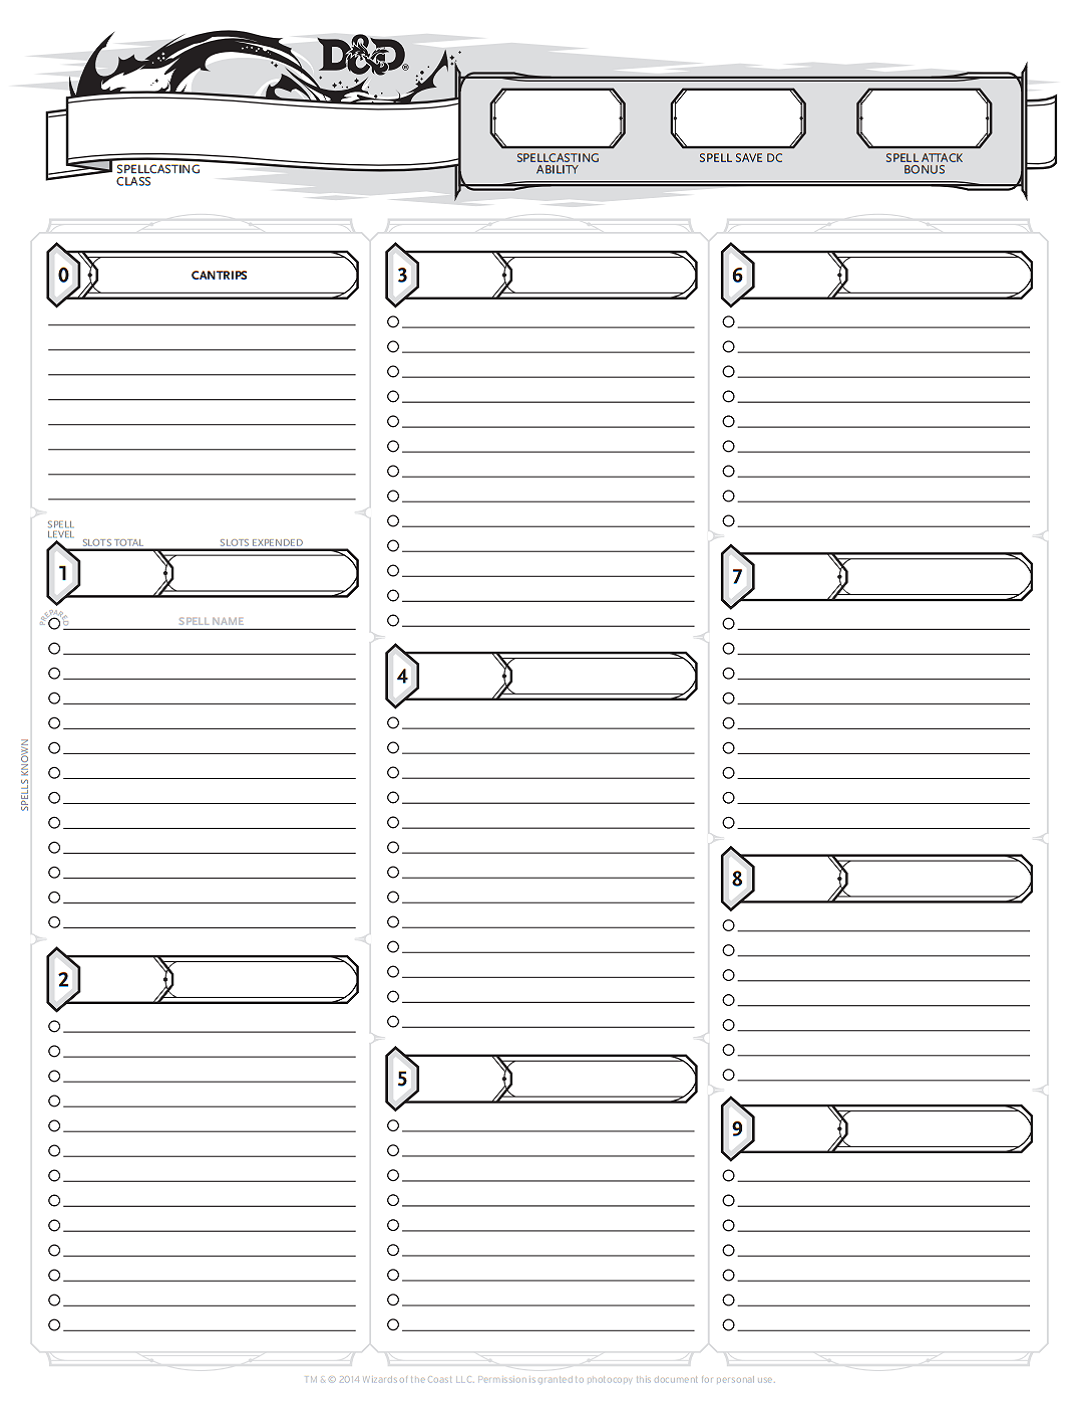 D&D®
SPELLCASTING
CLASS
SPELLCASTING
ABILITY
SPELL SAVE DC
SPELL ATTACK
BONUS
0
CANTRIPS
SPELL
LEVEL
SLOTS TOTAL
SLOTS EXPENDED
1
PREPARED
SPELL NAME
SPELLS KNOWN
2
3
4
5
6
7
8
9
TM & © 2014 Wizards of the Coast LLC. Permission is granted to photocopy this document for personal use.